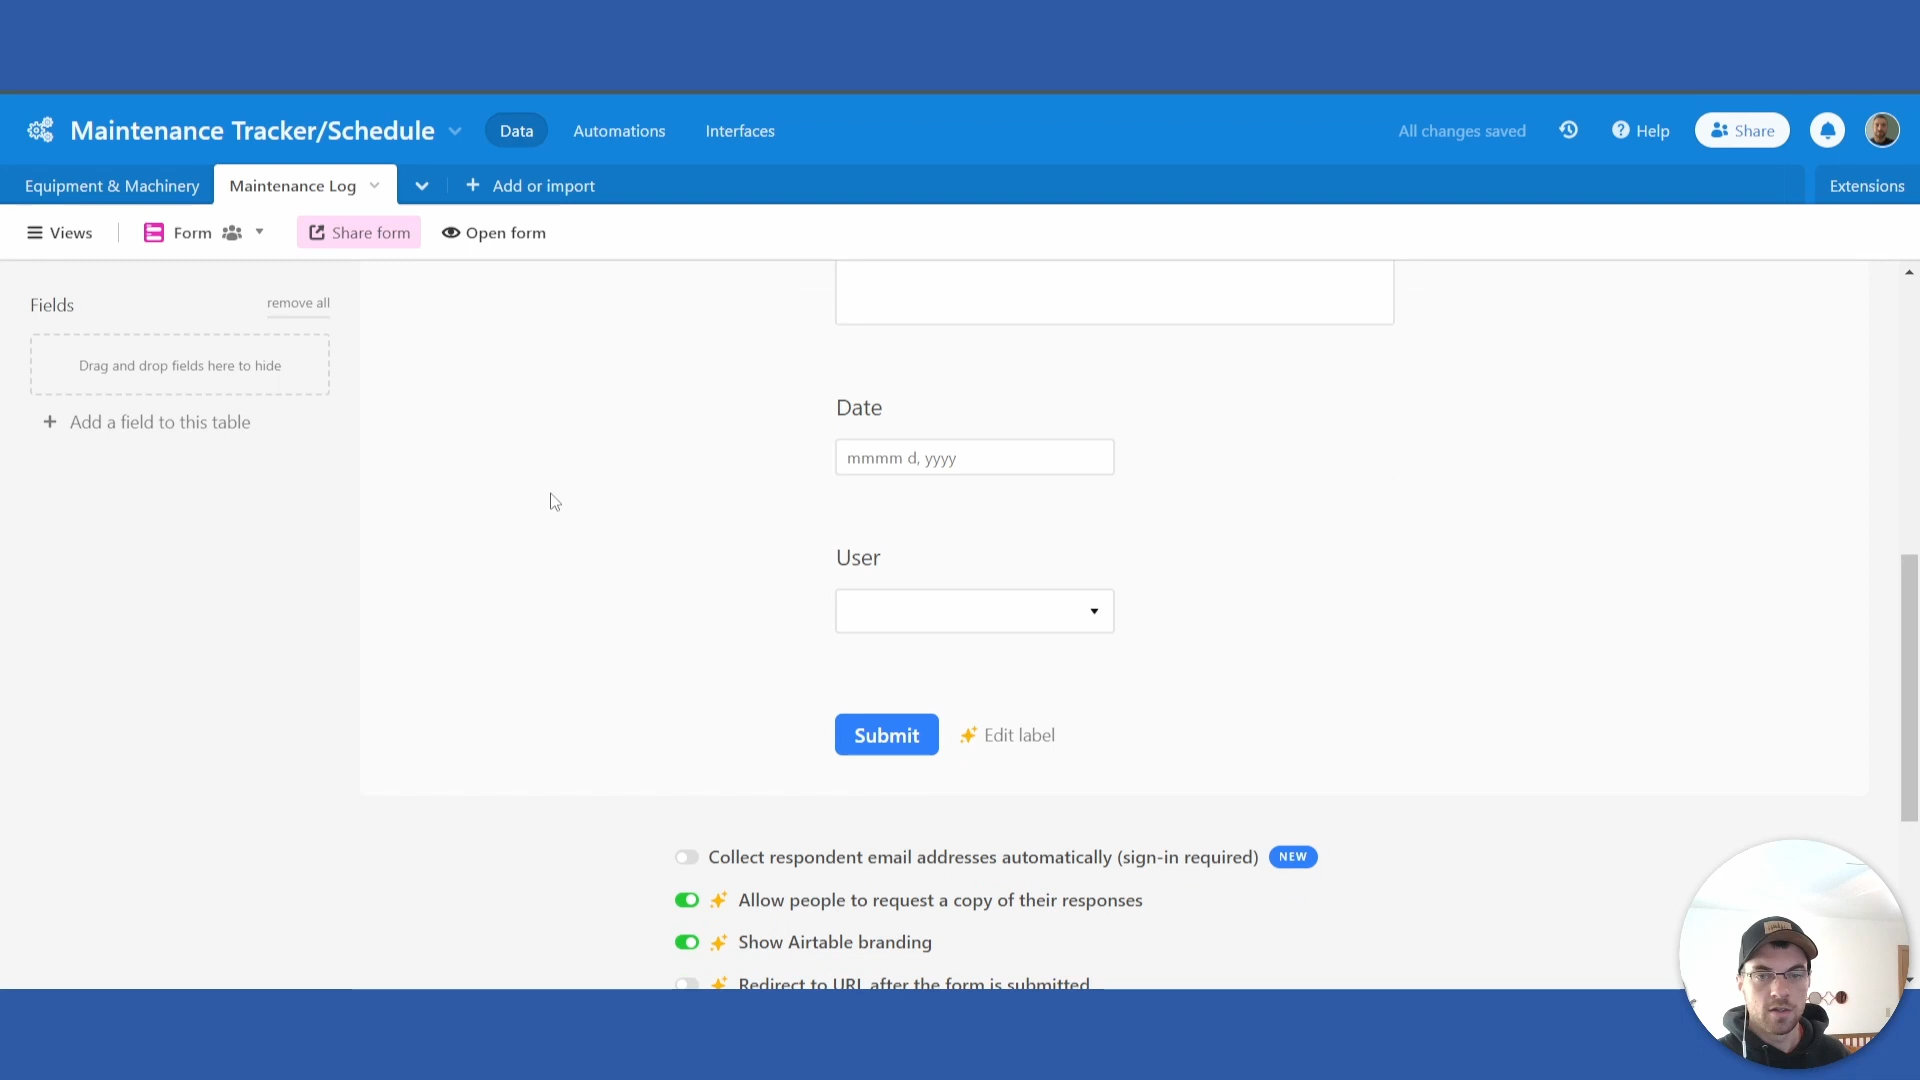 Maintenance Tracker/Schedule
Data
Automations
Interfaces
All changes saved
Help
Share
Equipment & Machinery
Maintenance Log
Add or import
Extensions
Views
Form
Share form
Open form
Fields
remove all
Drag and drop fields here to hide
Add a field to this table
Date
mmmm d, yyyy
User
Submit
Edit label
Collect respondent email addresses automatically (sign-in required) NEW
Allow people to request a copy of their responses
Show Airtable branding
Redirect to URL after the form is submitted